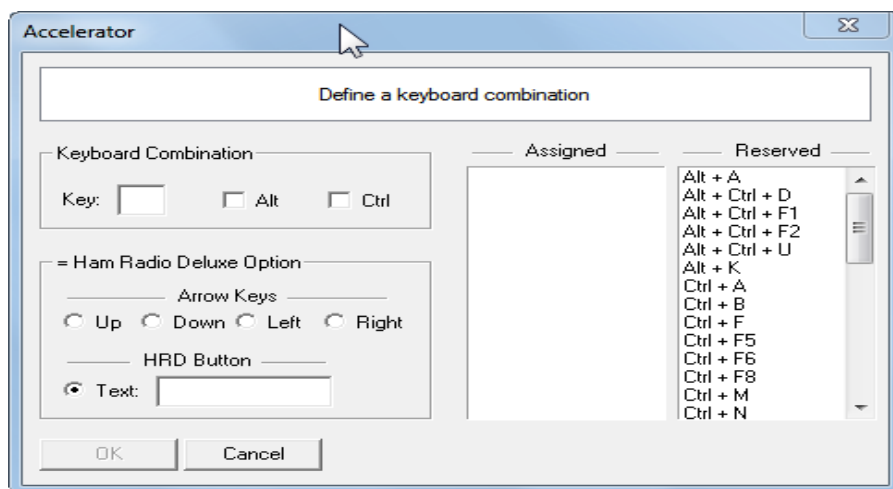 Accelerator
Define a keyboard combination
Keyboard Combination
Key: Alt Ctrl
= Ham Radio Deluxe Option
Arrow Keys
Up Down Left Right
HRD Button
Text:
OK Cancel
Assigned
Reserved
Alt + A
Alt + Ctrl + D
Alt + Ctrl + F1
Alt + Ctrl + F2
Alt + Ctrl + U
Alt + K
Ctrl + A
Ctrl + B
Ctrl + F
Ctrl + F5
Ctrl + F6
Ctrl + F8
Ctrl + M
Ctrl + N